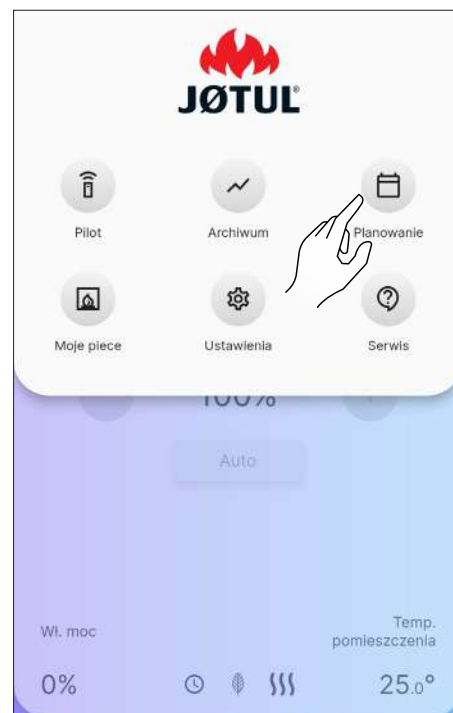 JØTUL®
Pilot
Archiwum
Planowanie
Moje piece
Ustawienia
Serwis
100%
Auto
Wł. moc
Temp.
pomieszczenia
0%
25.0°